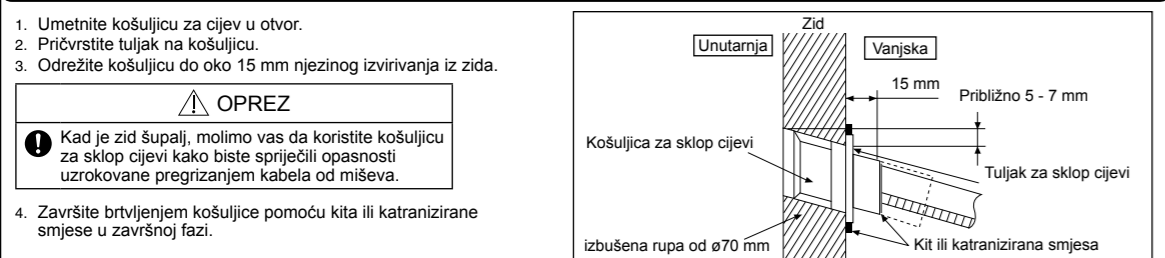 1. Umetnite košuljicu za cijev u otvor.
2. Pričvrstite tuljak na košuljicu.
3. Odrežite košuljicu do oko 15 mm njezinog izvirivanja iz zida.
OPREZ
Kad je zid šupalj, molimo vas da koristite košuljicu
za sklop cijevi kako biste spriječili opasnosti
uzrokovane pregrizanjem kabela od miševa.
4. Završite brtvljenjem košuljice pomoću kita ili katranizirane
smjese u završnoj fazi.
Zid
Unutarnja
Vanjska
15 mm
Približno 5 - 7 mm
Košuljica za sklop cijevi
Tuljak za sklop cijevi
izbušena rupa od ø70 mm
Kit ili katranizirana smjesa